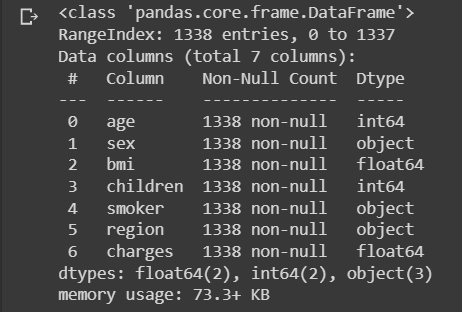 <class 'pandas.core.frame.DataFrame'>
RangeIndex: 1338 entries, 0 to 1337
Data columns (total 7 columns):
 #   Column    Non-Null Count  Dtype
---  ------    --------------  -----
 0   age       1338 non-null   int64
 1   sex       1338 non-null   object
 2   bmi       1338 non-null   float64
 3   children  1338 non-null   int64
 4   smoker    1338 non-null   object
 5   region    1338 non-null   object
 6   charges   1338 non-null   float64
dtypes: float64(2), int64(2), object(3)
memory usage: 73.3+ KB